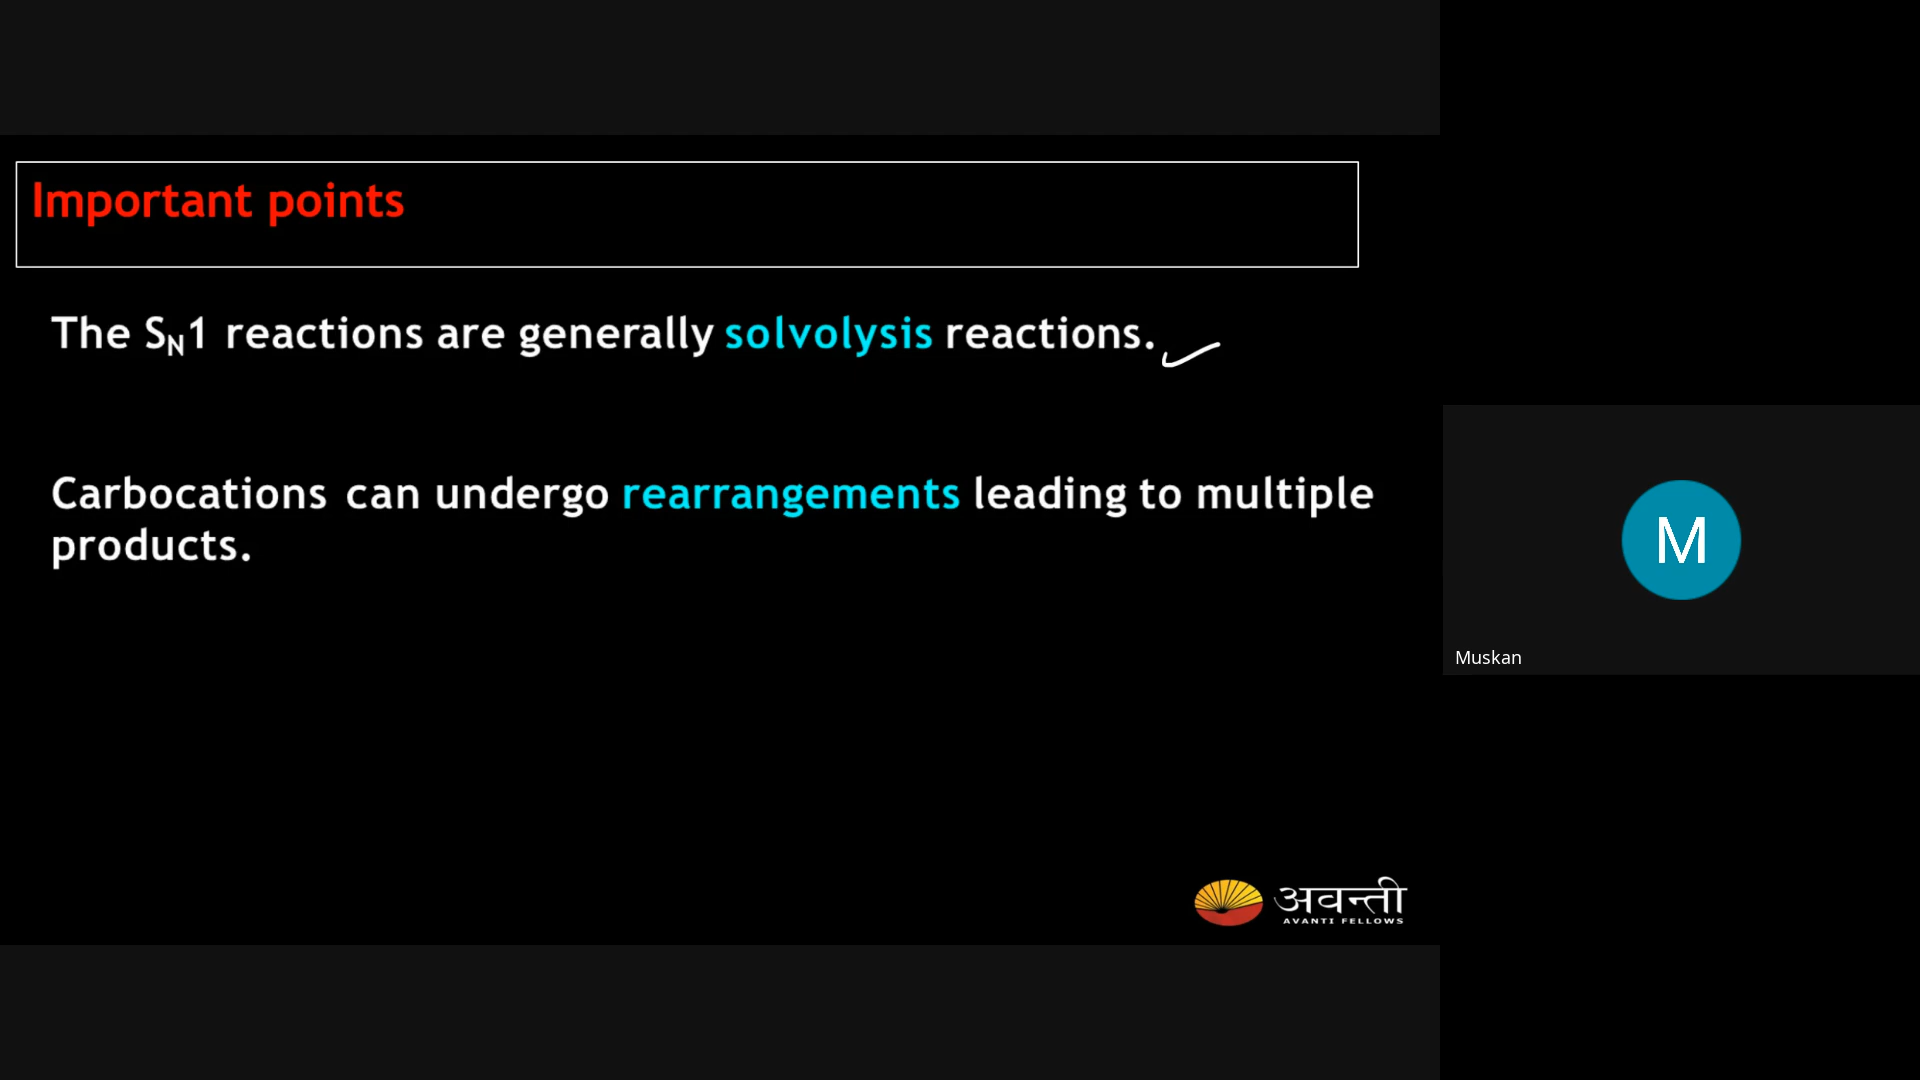 Important points
The SN1 reactions are generally solvolysis reactions.
Carbocations can undergo rearrangements leading to multiple
products.
M
Muskan
अवन्ती
AVANTI FELLOWS